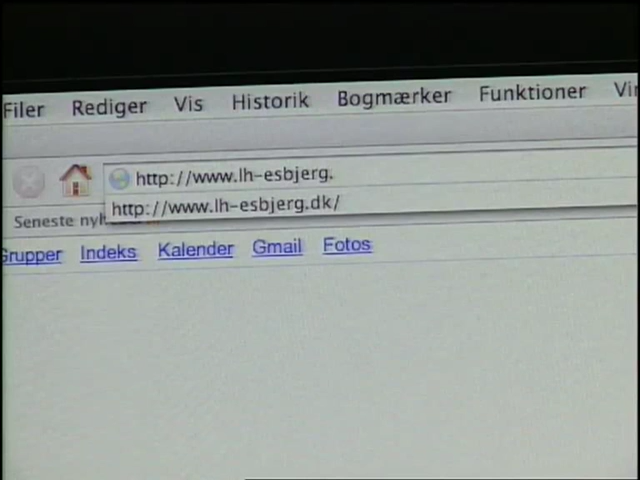 Filer Rediger Vis Historik Bogmærker Funktioner
http://www.lh-esbjerg.
http://www.lh-esbjerg.dk/
Seneste
Grupper Indeks Kalender Gmail Fotos